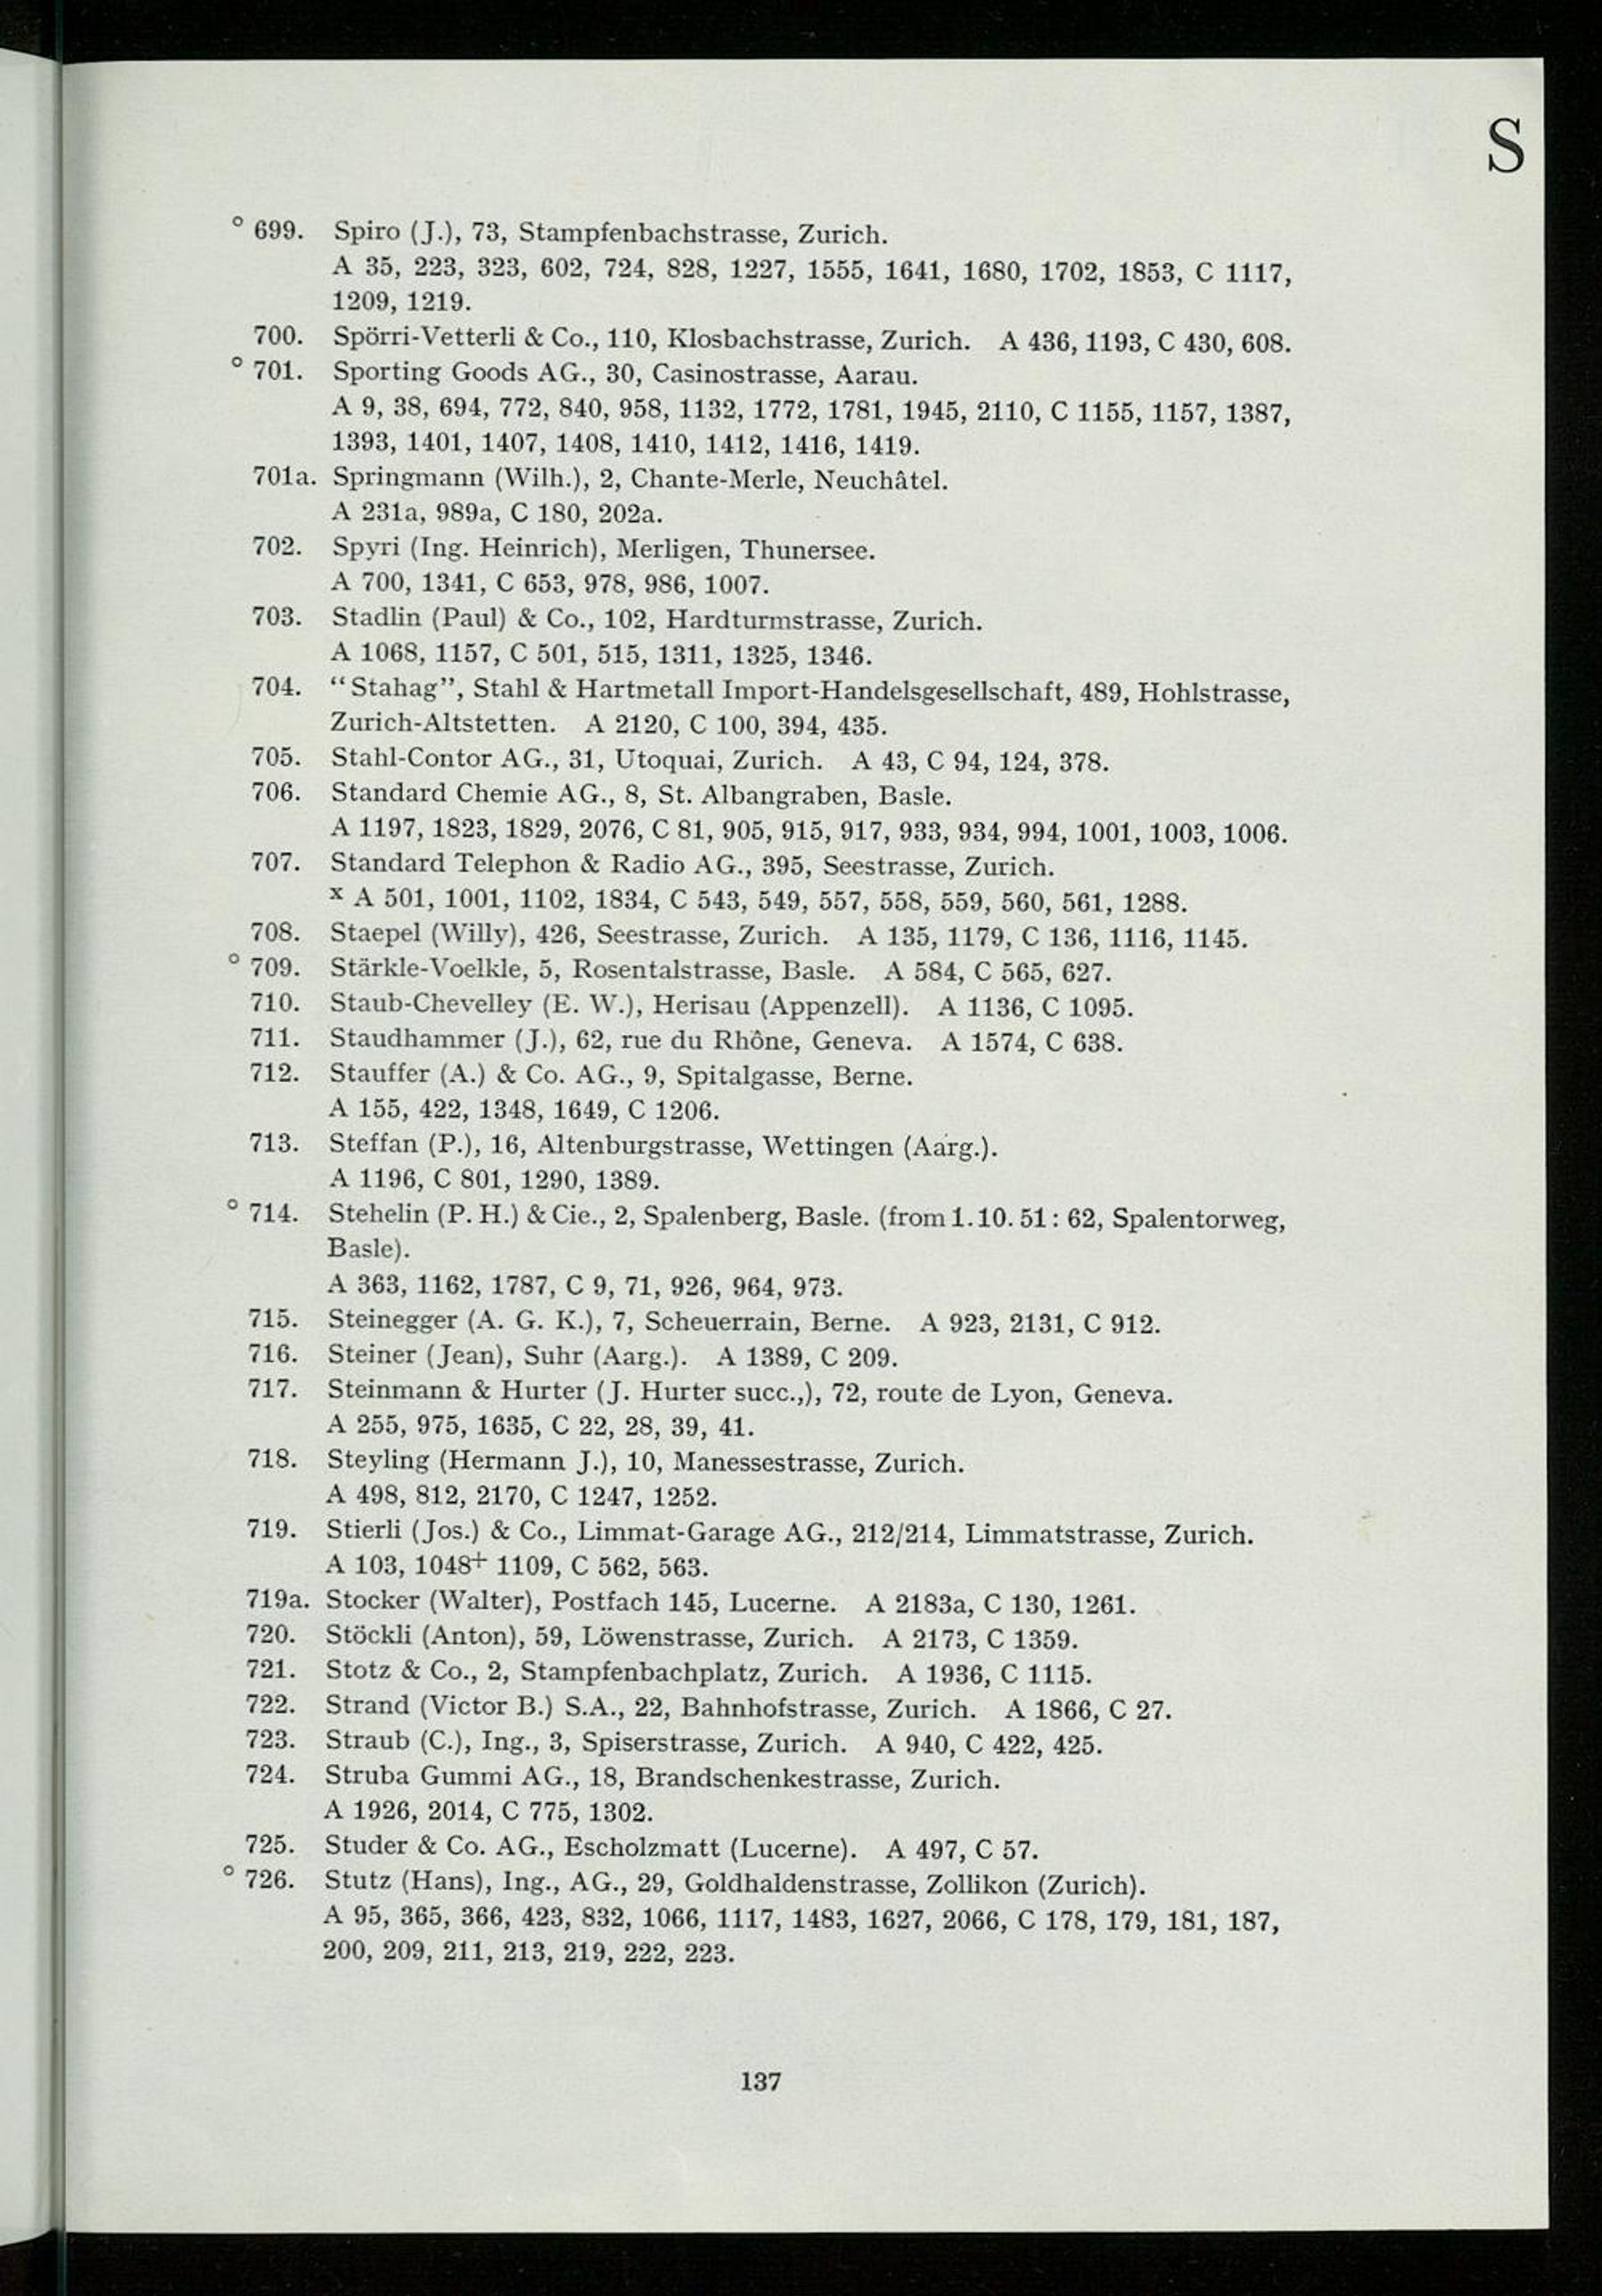 S
° 699. Spiro (J.), 73, Stampfenbachstrasse, Zurich.
A 35, 223, 323, 602, 724, 828, 1227, 1555, 1641, 1680, 1702, 1853, C 1117,
1209, 1219.
700. Spörri-Vetterli & Co., 110, Klosbachstrasse, Zurich. A 436, 1193, C 430, 608.
° 701. Sporting Goods AG., 30, Casinostrasse, Aarau.
A 9, 38, 694, 772, 840, 958, 1132, 1772, 1781, 1945, 2110, C 1155, 1157, 1387,
1393, 1401, 1407, 1408, 1410, 1412, 1416, 1419.
701a. Springmann (Wilh.), 2, Chante-Merle, Neuchâtel.
A 231a, 989a, C 180, 202a.
702. Spyri (Ing. Heinrich), Merligen, Thunersee.
A 700, 1341, C 653, 978, 986, 1007.
703. Stadlin (Paul) & Co., 102, Hardturmstrasse, Zurich.
A 1068, 1157, C 501, 515, 1311, 1325, 1346.
704. “Stahag”, Stahl & Hartmetall Import-Handelsgesellschaft, 489, Hohlstrasse,
Zurich-Altstetten. A 2120, C 100, 394, 435.
705. Stahl-Contor AG., 31, Utoquai, Zurich. A 43, C 94, 124, 378.
706. Standard Chemie AG., 8, St. Albangraben, Basle.
A 1197, 1823, 1829, 2076, C 81, 905, 915, 917, 933, 934, 994, 1001, 1003, 1006.
707. Standard Telephon & Radio AG., 395, Seestrasse, Zurich.
x A 501, 1001, 1102, 1834, C 543, 549, 557, 558, 559, 560, 561, 1288.
708. Staepel (Willy), 426, Seestrasse, Zurich. A 135, 1179, C 136, 1116, 1145.
° 709. Stärkle-Voelkle, 5, Rosentalstrasse, Basle. A 584, C 565, 627.
710. Staub-Chevelley (E. W.), Herisau (Appenzell). A 1136, C 1095.
711. Staudhammer (J.), 62, rue du Rhône, Geneva. A 1574, C 638.
712. Stauffer (A.) & Co. AG., 9, Spitalgasse, Berne.
A 155, 422, 1348, 1649, C 1206.
713. Steffan (P.), 16, Altenburgstrasse, Wettingen (Aarg.).
A 1196, C 801, 1290, 1389.
° 714. Stehelin (P. H.) & Cie., 2, Spalenberg, Basle. (from 1. 10. 51: 62, Spalentorweg,
Basle).
A 363, 1162, 1787, C 9, 71, 926, 964, 973.
715. Steinegger (A. G. K.), 7, Scheuerrain, Berne. A 923, 2131, C 912.
716. Steiner (Jean), Suhr (Aarg.). A 1389, C 209.
717. Steinmann & Hurter (J. Hurter succ.,), 72, route de Lyon, Geneva.
A 255, 975, 1635, C 22, 28, 39, 41.
718. Steyling (Hermann J.), 10, Manessestrasse, Zurich.
A 498, 812, 2170, C 1247, 1252.
719. Stierli (Jos.) & Co., Limmat-Garage AG., 212/214, Limmatstrasse, Zurich.
A 103, 1048+ 1109, C 562, 563.
719a. Stocker (Walter), Postfach 145, Lucerne. A 2183a, C 130, 1261.
720. Stöckli (Anton), 59, Löwenstrasse, Zurich. A 2173, C 1359.
721. Stotz & Co., 2, Stampfenbachplatz, Zurich. A 1936, C 1115.
722. Strand (Victor B.) S.A., 22, Bahnhofstrasse, Zurich. A 1866, C 27.
723. Straub (C.), Ing., 3, Spiserstrasse, Zurich. A 940, C 422, 425.
724. Struba Gummi AG., 18, Brandschenkestrasse, Zurich.
A 1926, 2014, C 775, 1302.
725. Studer & Co. AG., Escholzmatt (Lucerne). A 497, C 57.
° 726. Stutz (Hans), Ing., AG., 29, Goldhaldenstrasse, Zollikon (Zurich).
A 95, 365, 366, 423, 832, 1066, 1117, 1483, 1627, 2066, C 178, 179, 181, 187,
200, 209, 211, 213, 219, 222, 223.
137